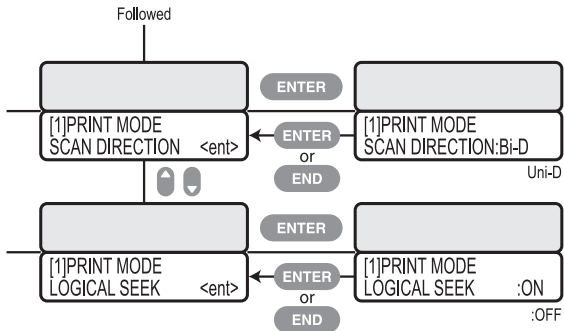 Followed
ENTER
[1]PRINT MODE
SCAN DIRECTION <ent>
ENTER
or
END
[1]PRINT MODE
SCAN DIRECTION:Bi-D
Uni-D
ENTER
[1]PRINT MODE
LOGICAL SEEK <ent>
ENTER
or
END
[1]PRINT MODE
LOGICAL SEEK :ON
:OFF